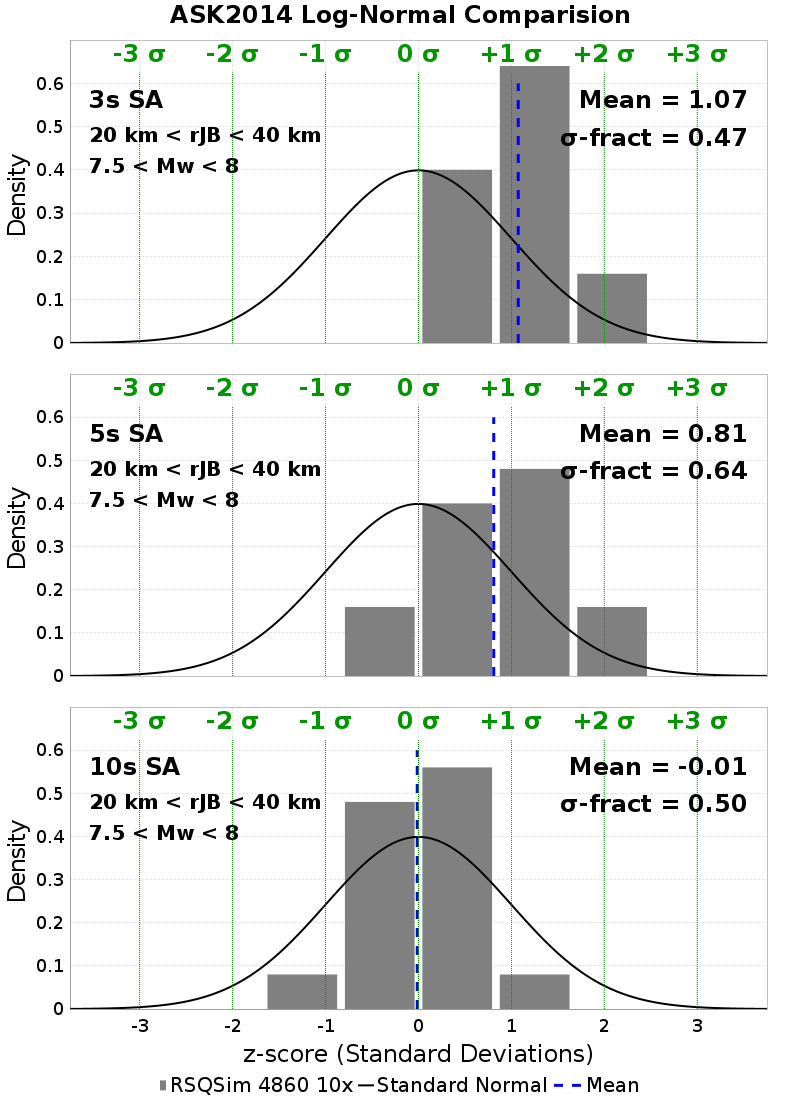 ASK2014 Log-Normal Comparision
-3 σ -2 σ -1 σ 0 σ +1 σ +2 σ +3 σ
3s SA
20 km < rJB < 40 km
7.5 < Mw < 8
Mean = 1.07
σ-fract = 0.47
Density
0.6
0.5
0.4
0.3
0.2
0.1
0
-3 σ -2 σ -1 σ 0 σ +1 σ +2 σ +3 σ
5s SA
20 km < rJB < 40 km
7.5 < Mw < 8
Mean = 0.81
σ-fract = 0.64
Density
0.6
0.5
0.4
0.3
0.2
0.1
0
-3 σ -2 σ -1 σ 0 σ +1 σ +2 σ +3 σ
10s SA
20 km < rJB < 40 km
7.5 < Mw < 8
Mean = -0.01
σ-fract = 0.50
Density
0.6
0.5
0.4
0.3
0.2
0.1
0
-3 -2 -1 0 1 2 3
z-score (Standard Deviations)
RSQSim 4860 10x Standard Normal Mean